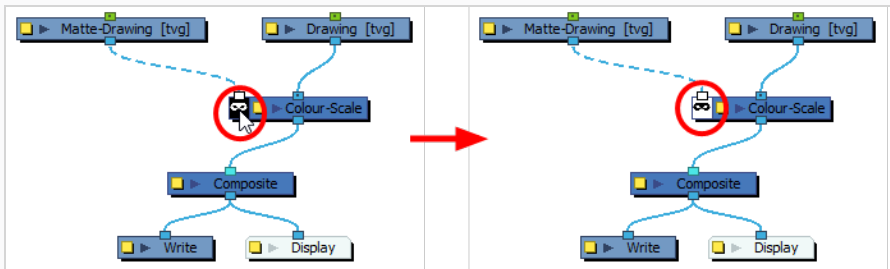 Matte-Drawing [tvg]
Drawing [tvg]
Colour-Scale
Composite
Write
Display
Matte-Drawing [tvg]
Drawing [tvg]
Colour-Scale
Composite
Write
Display